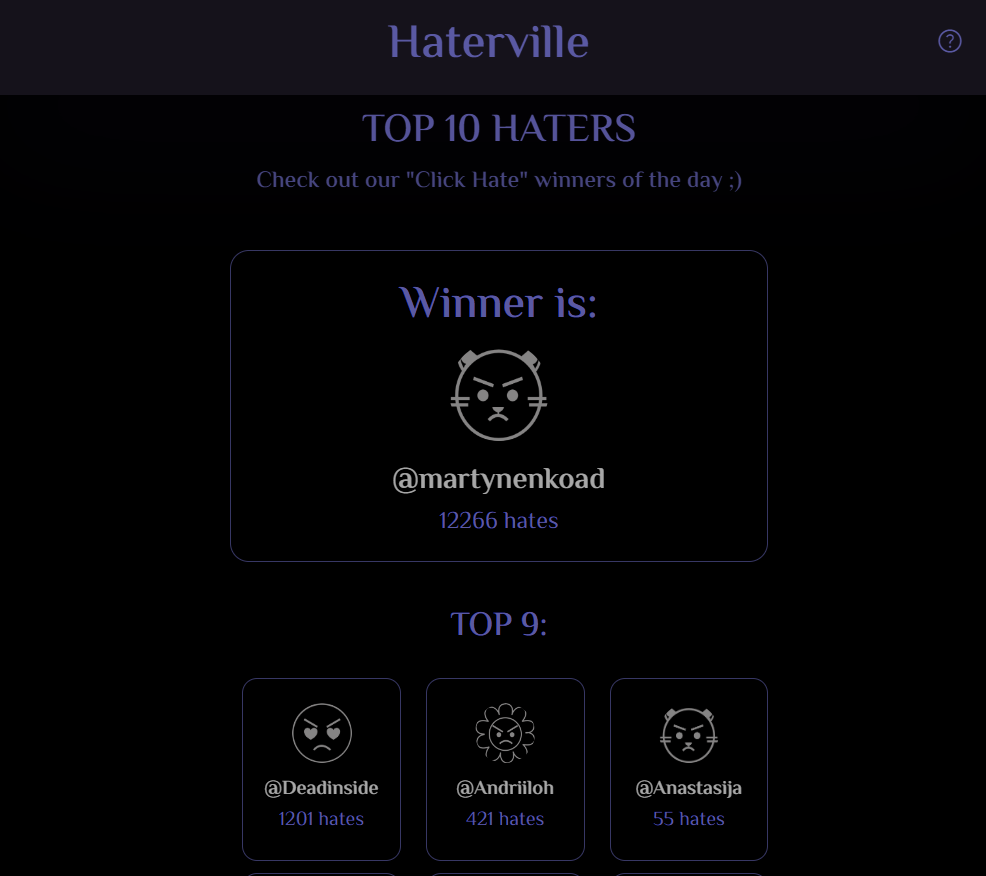 Haterville
?
TOP 10 HATERS
Check out our "Click Hate" winners of the day ;)
Winner is:
@martynenkoad
12266 hates
TOP 9:
@Deadinside
1201 hates
@Andriiloh
421 hates
@Anastasija
55 hates